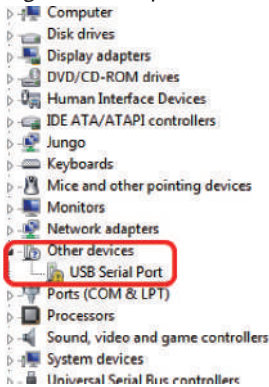 Computer
Disk drives
Display adapters
DVD/CD-ROM drives
Human Interface Devices
IDE ATA/ATAPI controllers
Jungo
Keyboards
Mice and other pointing devices
Monitors
Network adapters
Other devices
USB Serial Port
Ports (COM & LPT)
Processors
Sound, video and game controllers
System devices
Universal Serial Bus controllers